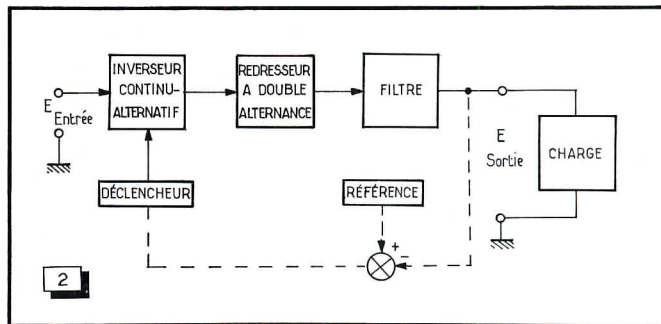 INVERSEUR
CONTINU-
ALTERNATIF
REDRESSEUR
A DOUBLE
ALTERNANCE
FILTRE
E
Entrée
E
Sortie
CHARGE
DÉCLENCHEUR
RÉFÉRENCE
+
-
2